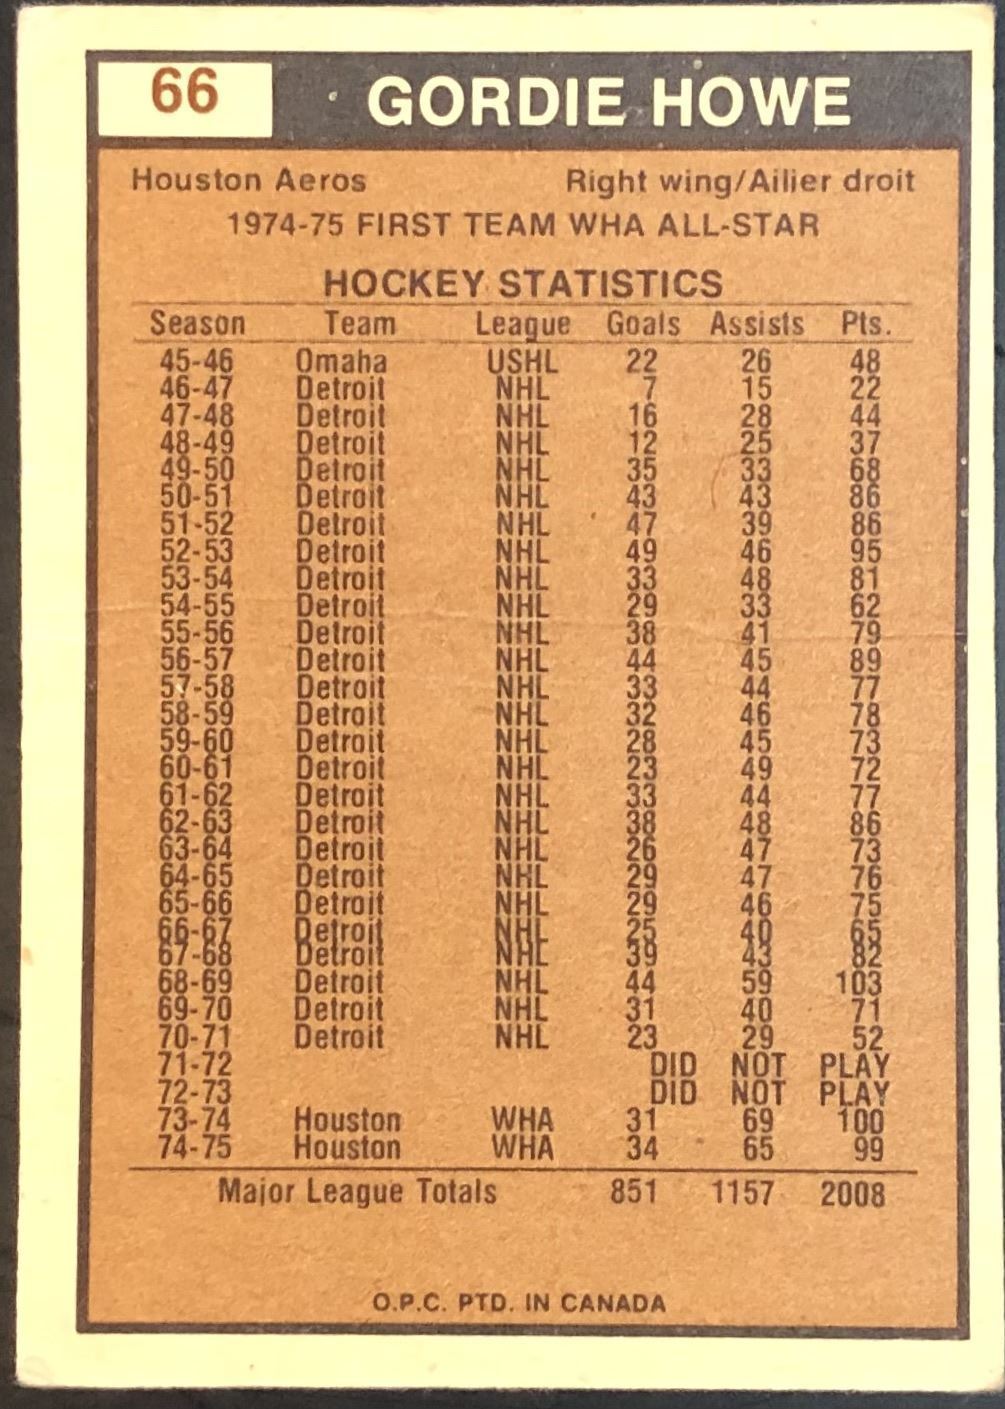 66 GORDIE HOWE
Houston Aeros Right wing/Ailier droit
1974-75 FIRST TEAM WHA ALL-STAR
HOCKEY STATISTICS
Season Team League Goals Assists Pts.
45-46 Omaha USHL 22 26 48
46-47 Detroit NHL 7 15 22
47-48 Detroit NHL 16 28 44
48-49 Detroit NHL 12 25 37
49-50 Detroit NHL 35 33 68
50-51 Detroit NHL 43 43 86
51-52 Detroit NHL 47 39 86
52-53 Detroit NHL 49 46 95
53-54 Detroit NHL 33 48 81
54-55 Detroit NHL 29 33 62
55-56 Detroit NHL 38 41 79
56-57 Detroit NHL 44 45 89
57-58 Detroit NHL 33 44 77
58-59 Detroit NHL 32 46 78
59-60 Detroit NHL 28 45 73
60-61 Detroit NHL 23 49 72
61-62 Detroit NHL 33 44 77
62-63 Detroit NHL 38 48 86
63-64 Detroit NHL 26 47 73
64-65 Detroit NHL 29 47 76
65-66 Detroit NHL 29 46 75
66-67 Detroit NHL 25 40 65
67-68 Detroit NHL 39 43 82
68-69 Detroit NHL 44 59 103
69-70 Detroit NHL 31 40 71
70-71 Detroit NHL 23 29 52
71-72 DID NOT PLAY
72-73 DID NOT PLAY
73-74 Houston WHA 31 69 100
74-75 Houston WHA 34 65 99
Major League Totals 851 1157 2008
O.P.C. PTD. IN CANADA